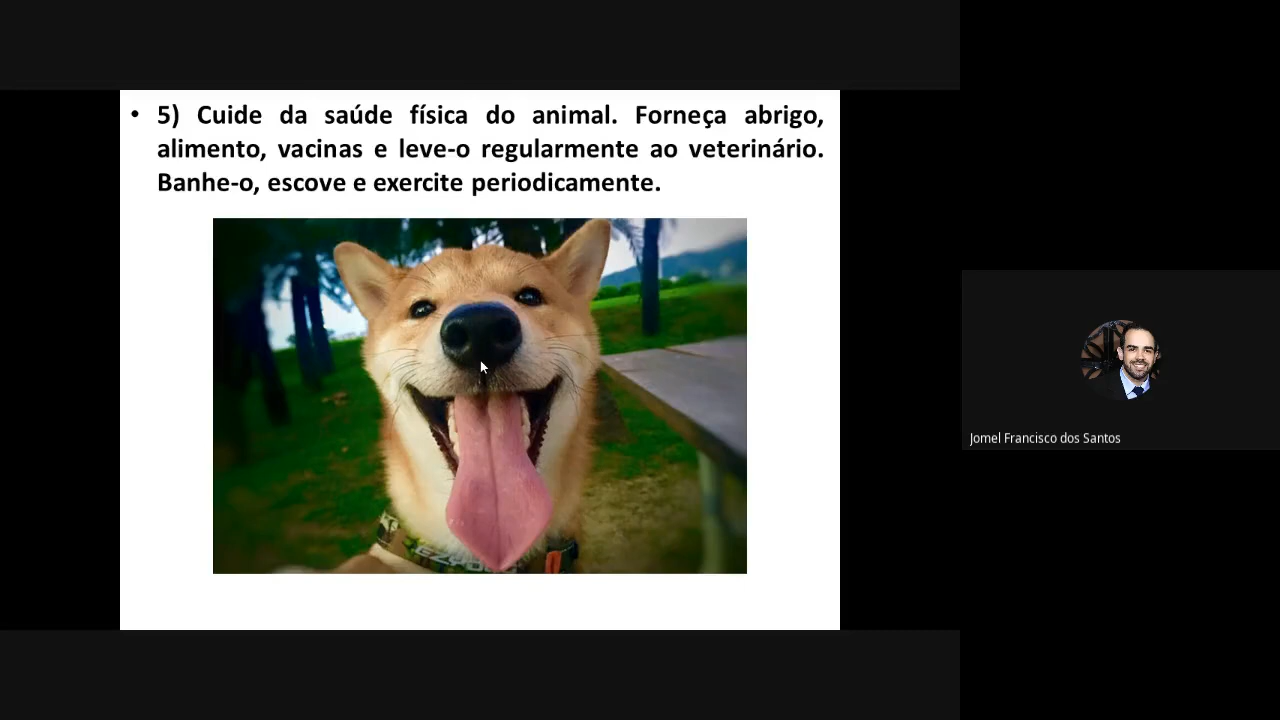 • 5) Cuide da saúde física do animal. Forneça abrigo,
alimento, vacinas e leve-o regularmente ao veterinário.
Banhe-o, escove e exercite periodicamente.
Jomel Francisco dos Santos